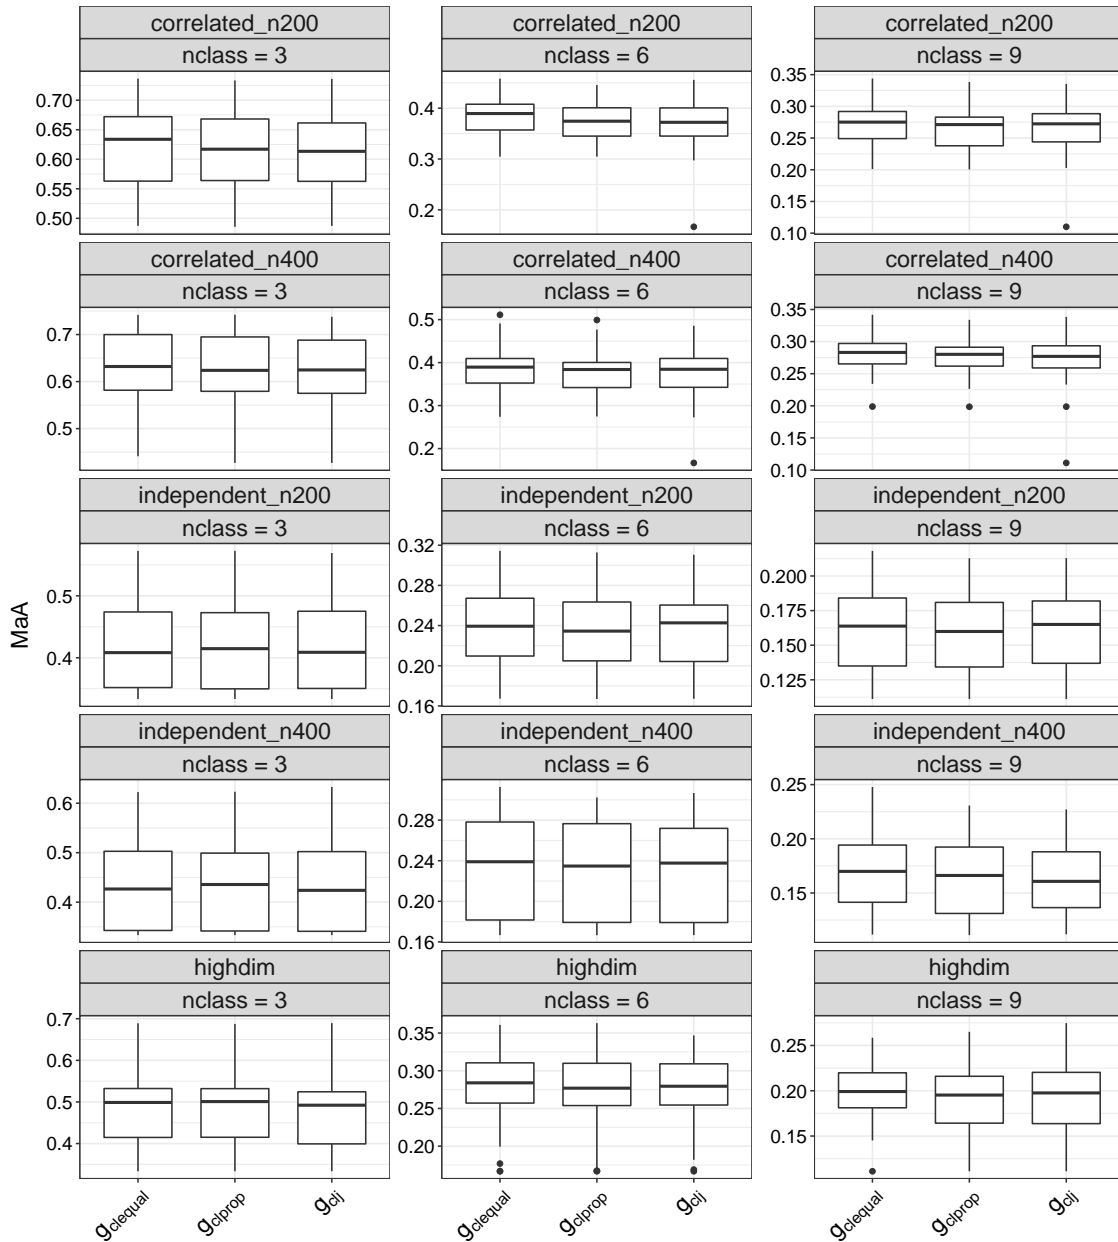 correlated_n200
correlated_n200
correlated_n200
nclass = 3
nclass = 6
nclass = 9
0.70
0.65
0.60
0.55
0.50
0.4
0.3
0.2
0.35
0.30
0.25
0.20
0.15
0.10
correlated_n400
correlated_n400
correlated_n400
nclass = 3
nclass = 6
nclass = 9
0.7
0.6
0.5
0.5
0.4
0.3
0.2
0.35
0.30
0.25
0.20
0.15
0.10
independent_n200
independent_n200
independent_n200
nclass = 3
nclass = 6
nclass = 9
0.5
0.4
0.32
0.28
0.24
0.20
0.16
0.200
0.175
0.150
0.125
MaA
independent_n400
independent_n400
independent_n400
nclass = 3
nclass = 6
nclass = 9
0.6
0.5
0.4
0.28
0.24
0.20
0.16
0.25
0.20
0.15
highdim
highdim
highdim
nclass = 3
nclass = 6
nclass = 9
0.7
0.6
0.5
0.4
0.35
0.30
0.25
0.20
0.25
0.20
0.15
gclequal
gclprop
gclj
gclequal
gclprop
gclj
gclequal
gclprop
gclj